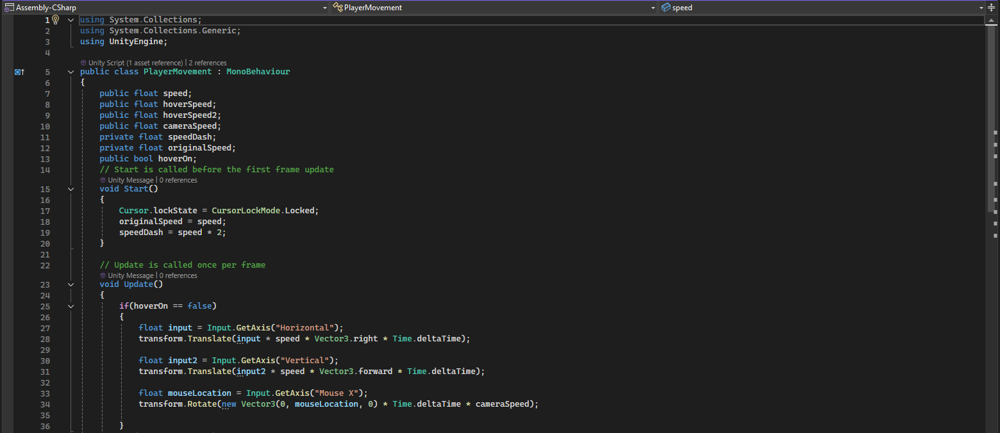 Assembly-CSharp PlayerMovement speed
1 using System.Collections;
2 using System.Collections.Generic;
3 using UnityEngine;
4
Unity Script (1 asset reference) | 2 references
5 public class PlayerMovement : MonoBehaviour
6 {
7 public float speed;
8 public float hoverSpeed;
9 public float hoverSpeed2;
10 public float cameraSpeed;
11 private float speedDash;
12 private float originalSpeed;
13 public bool hoverOn;
14 // Start is called before the first frame update
Unity Message | 0 references
15 void Start()
16 {
17 Cursor.lockState = CursorLockMode.Locked;
18 originalSpeed = speed;
19 speedDash = speed * 2;
20 }
21
22 // Update is called once per frame
Unity Message | 0 references
23 void Update()
24 {
25 if(hoverOn == false)
26 {
27 float input = Input.GetAxis("Horizontal");
28 transform.Translate(input * speed * Vector3.right * Time.deltaTime);
29
30 float input2 = Input.GetAxis("Vertical");
31 transform.Translate(input2 * speed * Vector3.forward * Time.deltaTime);
32
33 float mouseLocation = Input.GetAxis("Mouse X");
34 transform.Rotate(new Vector3(0, mouseLocation, 0) * Time.deltaTime * cameraSpeed);
35
36 }